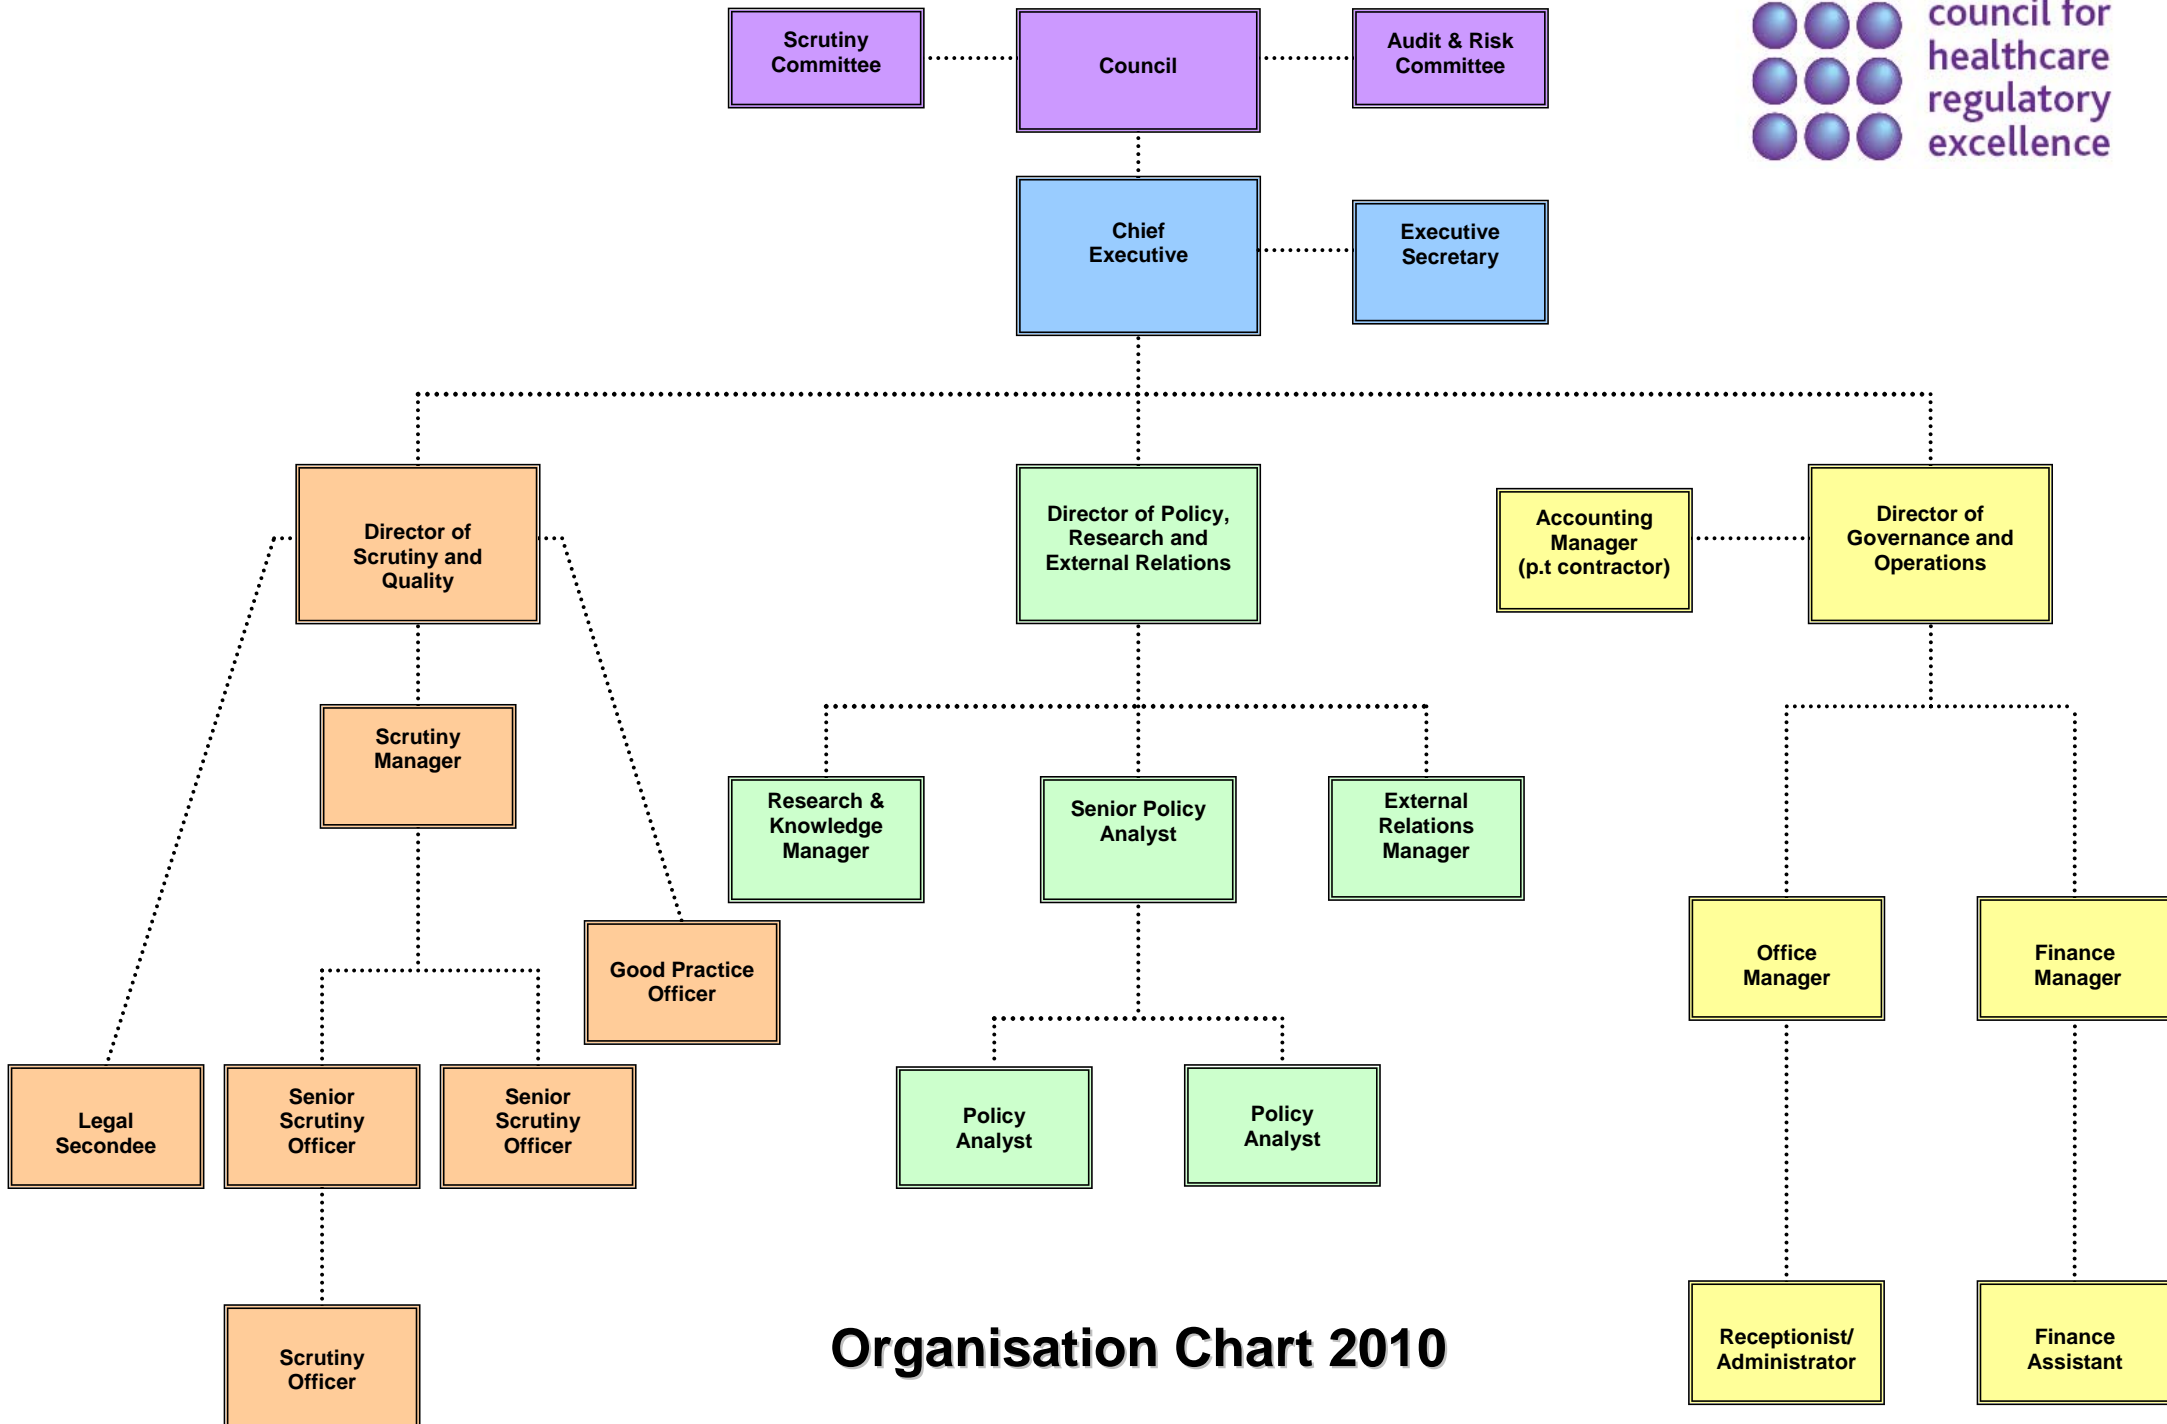 council for
healthcare
regulatory
excellence
Scrutiny
Committee
Council
Audit & Risk
Committee
Chief
Executive
Executive
Secretary
Director of
Scrutiny and
Quality
Director of Policy,
Research and
External Relations
Accounting
Manager
(p.t contractor)
Director of
Governance and
Operations
Scrutiny
Manager
Research &
Knowledge
Manager
Senior Policy
Analyst
External
Relations
Manager
Good Practice
Officer
Office
Manager
Finance
Manager
Legal
Secondee
Senior
Scrutiny
Officer
Senior
Scrutiny
Officer
Policy
Analyst
Policy
Analyst
Scrutiny
Officer
Organisation Chart 2010
Receptionist/
Administrator
Finance
Assistant